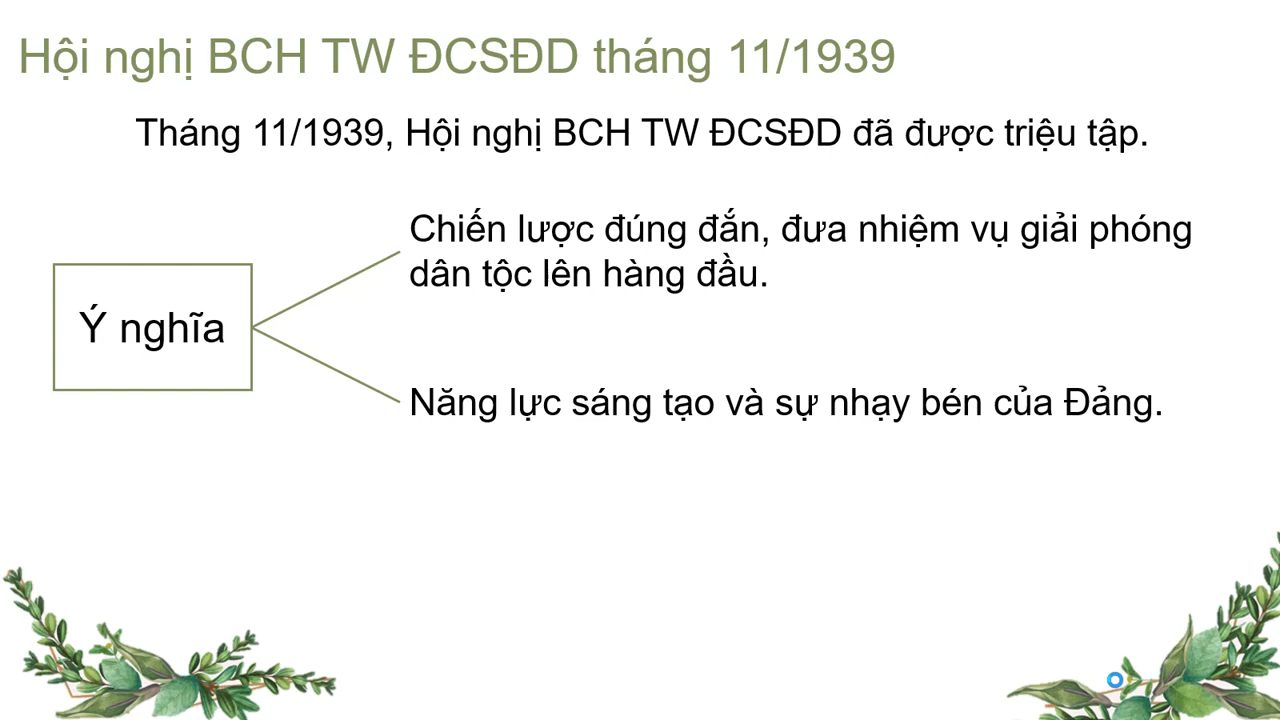 Hội nghị BCH TW ĐCSĐD tháng 11/1939
Tháng 11/1939, Hội nghị BCH TW ĐCSĐD đã được triệu tập.
Chiến lược đúng đắn, đưa nhiệm vụ giải phóng
dân tộc lên hàng đầu.
Ý nghĩa
Năng lực sáng tạo và sự nhạy bén của Đảng.